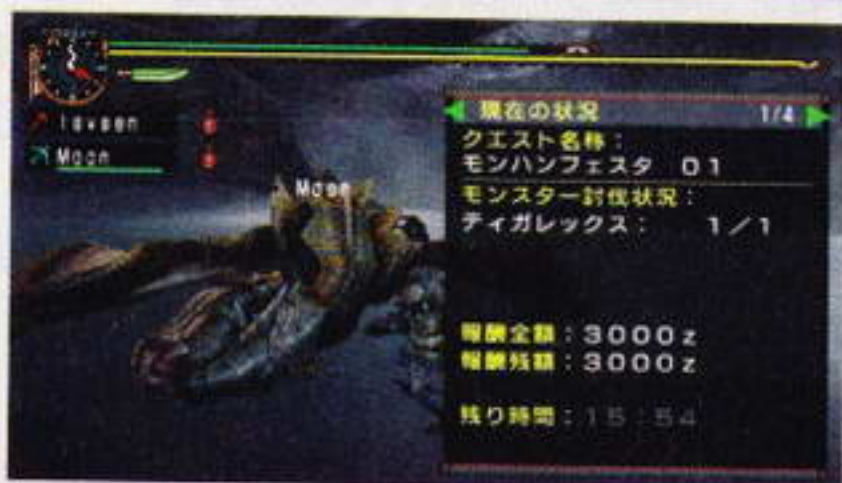 Moon
Moon
現在の状況 1/4
クエスト名称:
モンハンフェスタ 01
モンスター討伐状況:
ティガレックス: 1/1
報酬金額:3000z
報酬残額:3000z
残り時間:15:54